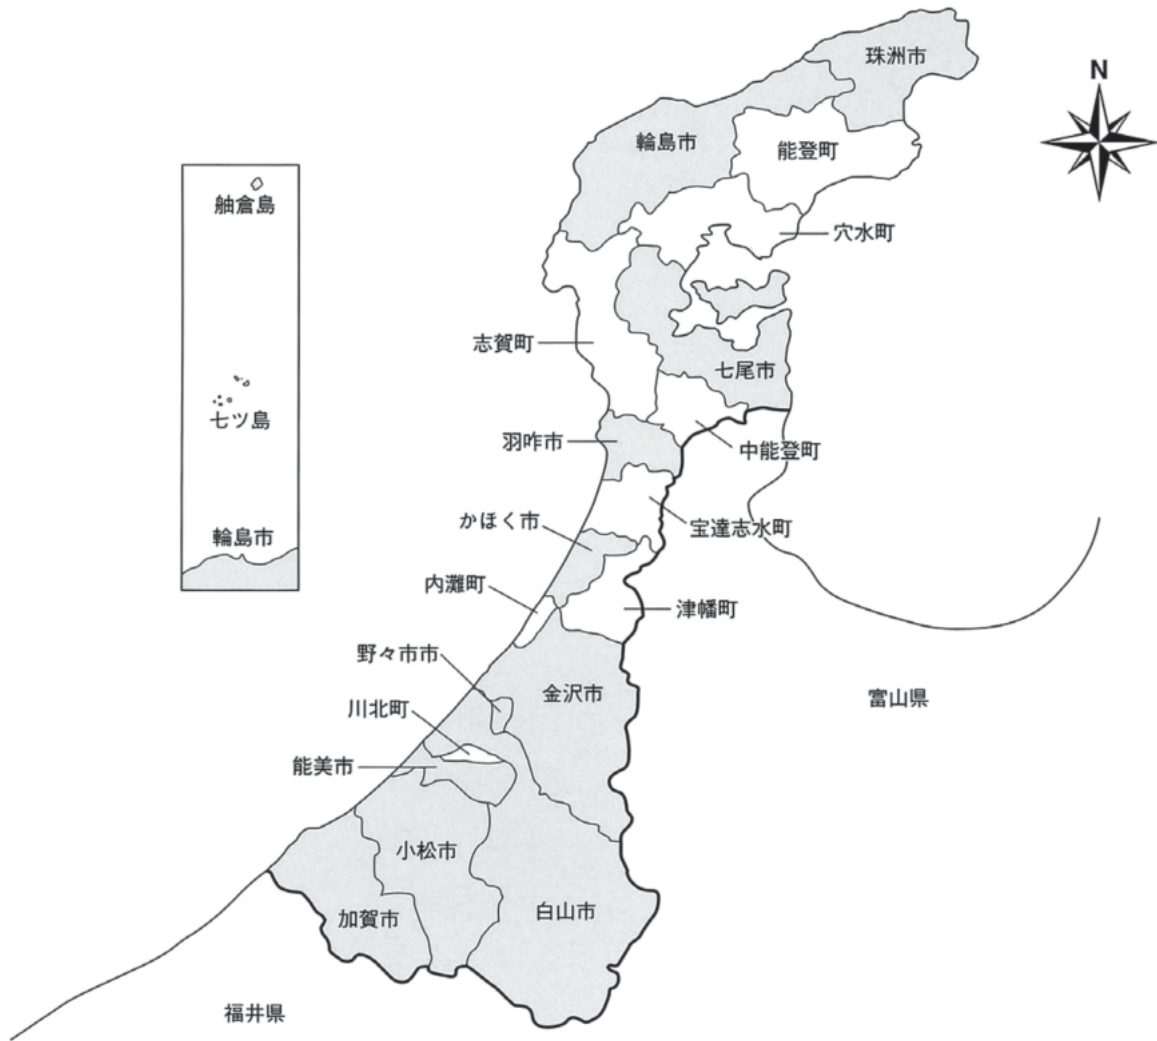 珠洲市
N
輪島市
能登町
舳倉島
穴水町
志賀町
七尾市
七ツ島
羽咋市
中能登町
かほく市
宝達志水町
輪島市
内灘町
津幡町
野々市市
金沢市
富山県
川北町
能美市
小松市
白山市
加賀市
福井県